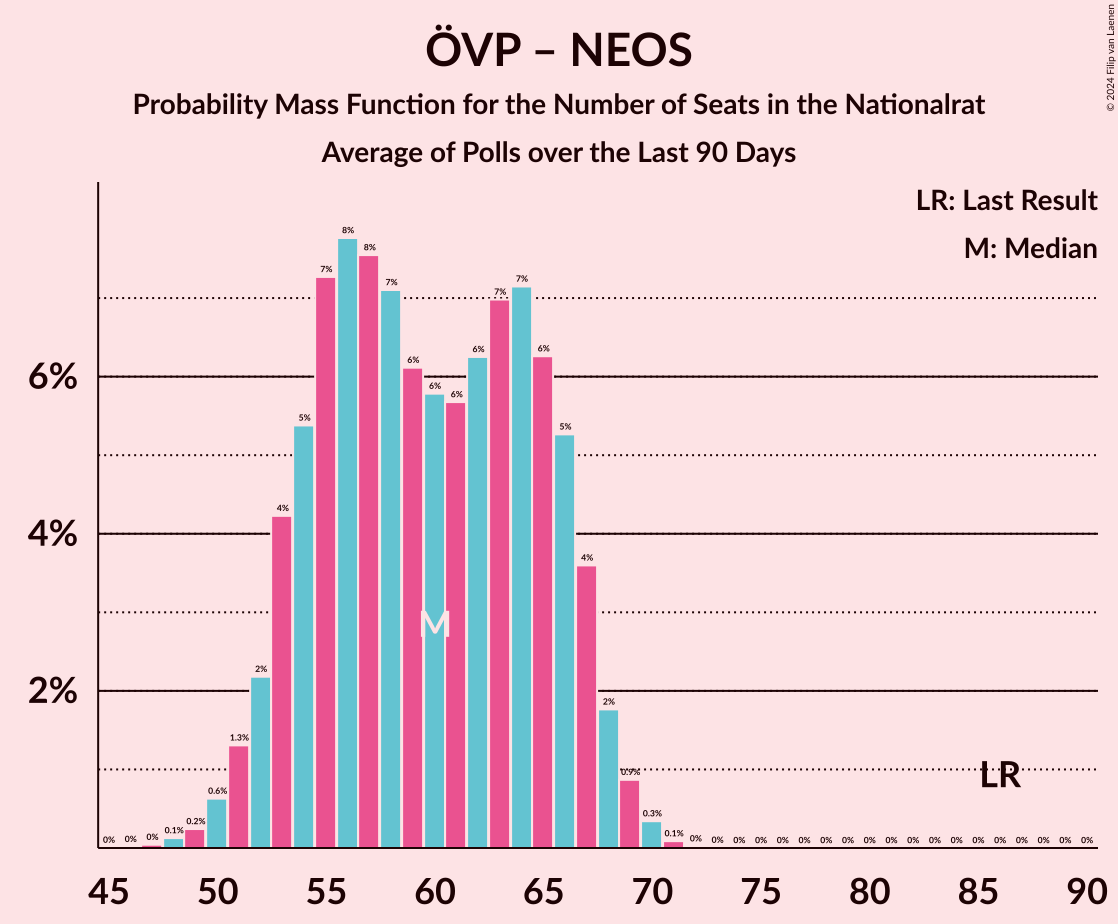 ÖVP – NEOS
Probability Mass Function for the Number of Seats in the Nationalrat
Average of Polls over the Last 90 Days
© 2024 Filip van Laenen
LR: Last Result
M: Median
6%
4%
2%
0% 0% 0% 0.1% 0.2% 0.6% 1.3% 2% 4% 5% 7% 8% 8% 7% 6% 6% 6% 6% 7% 7% 6% 5% 4% 2% 0.9% 0.3% 0.1% 0% 0% 0% 0% 0% 0% 0% 0% 0% 0% 0% 0% 0% 0% 0% 0% 0% 0% 0%
M
LR
45 50 55 60 65 70 75 80 85 90